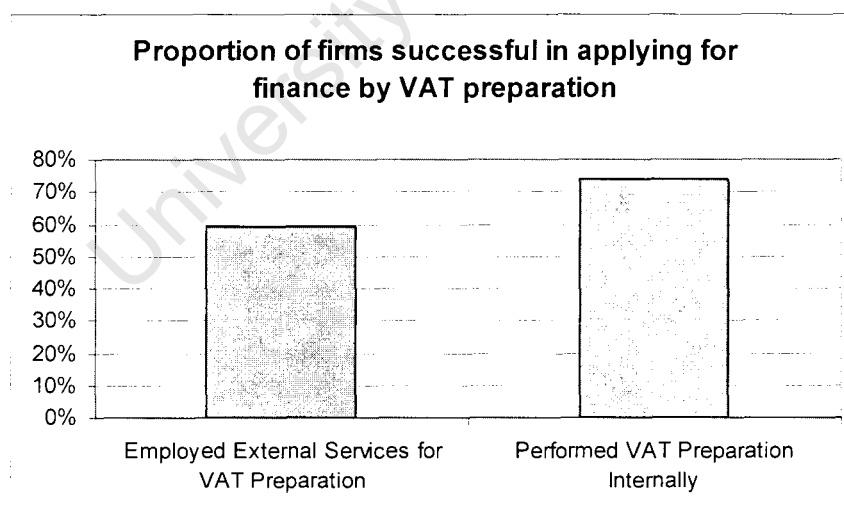 University
Proportion of firms successful in applying for
finance by VAT preparation
80%
70%
60%
50%
40%
30%
20%
10%
0%
Employed External Services for
VAT Preparation
Performed VAT Preparation
Internally